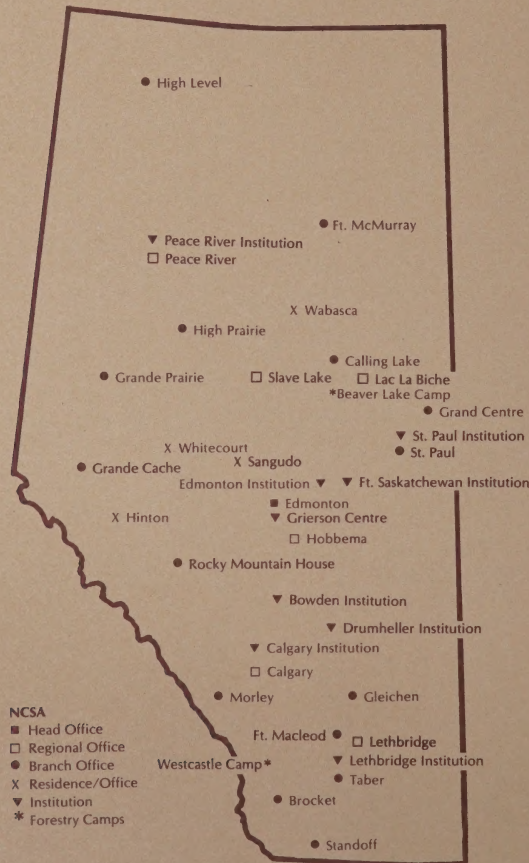 High Level
Ft. McMurray
Peace River Institution
Peace River
X Wabasca
High Prairie
Calling Lake
Grande Prairie
Slave Lake
Lac La Biche
*Beaver Lake Camp
Grand Centre
St. Paul Institution
X Whitecourt
St. Paul
X Sangudo
Grande Cache
Edmonton Institution
Ft. Saskatchewan Institution
Edmonton
X Hinton
Grierson Centre
Hobbema
Rocky Mountain House
Bowden Institution
Drumheller Institution
Calgary Institution
Calgary
Morley
Gleichen
NCSA
Head Office
Regional Office
Branch Office
X Residence/Office
Institution
* Forestry Camps
Ft. Macleod
Lethbridge
Westcastle Camp*
Lethbridge Institution
Taber
Brocket
Standoff